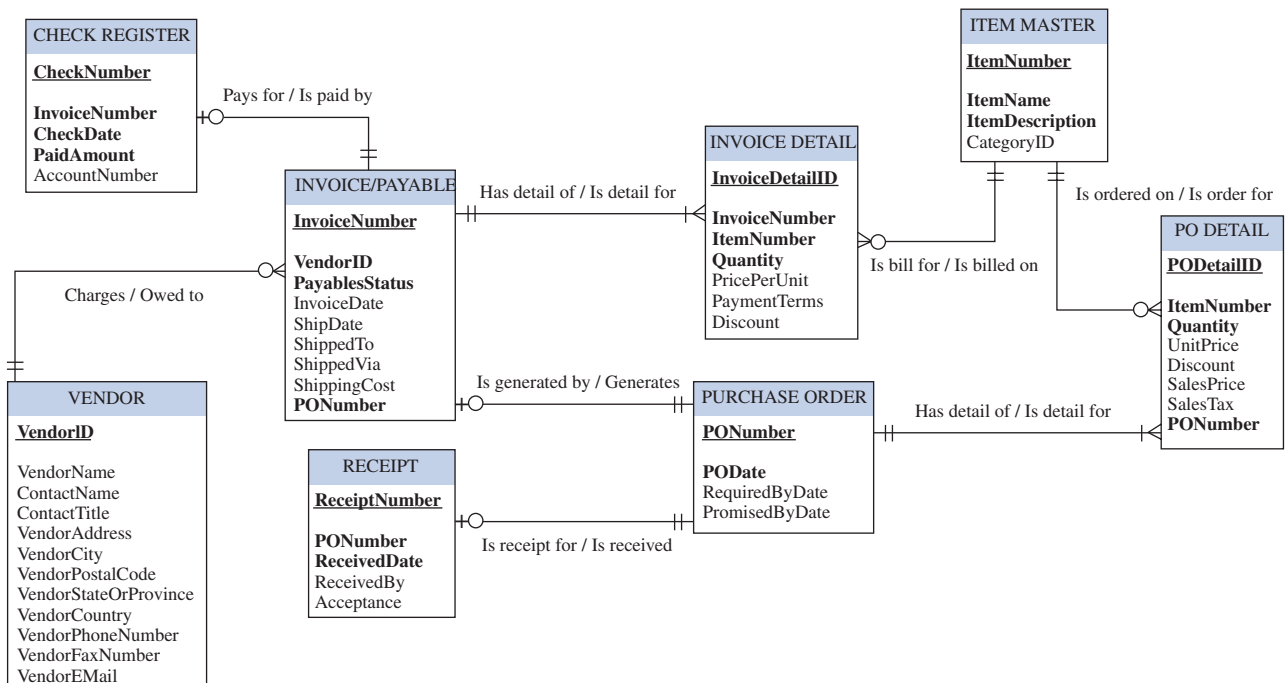 CHECK REGISTER
CheckNumber
InvoiceNumber
CheckDate
PaidAmount
AccountNumber
Pays for / Is paid by
ITEM MASTER
ItemNumber
ItemName
ItemDescription
CategoryID
INVOICE/PAYABLE
InvoiceNumber
VendorID
PayablesStatus
InvoiceDate
ShipDate
ShippedTo
ShippedVia
ShippingCost
PONumber
Has detail of / Is detail for
INVOICE DETAIL
InvoiceDetailID
InvoiceNumber
ItemNumber
Quantity
PricePerUnit
PaymentTerms
Discount
Is bill for / Is billed on
Is ordered on / Is order for
PO DETAIL
PODetailID
ItemNumber
Quantity
UnitPrice
Discount
SalesPrice
SalesTax
PONumber
Charges / Owed to
VENDOR
VendorID
VendorName
ContactName
ContactTitle
VendorAddress
VendorCity
VendorPostalCode
VendorStateOrProvince
VendorCountry
VendorPhoneNumber
VendorFaxNumber
VendorEMail
Is generated by / Generates
PURCHASE ORDER
PONumber
PODate
RequiredByDate
PromisedByDate
Has detail of / Is detail for
RECEIPT
ReceiptNumber
PONumber
ReceivedDate
ReceivedBy
Acceptance
Is receipt for / Is received